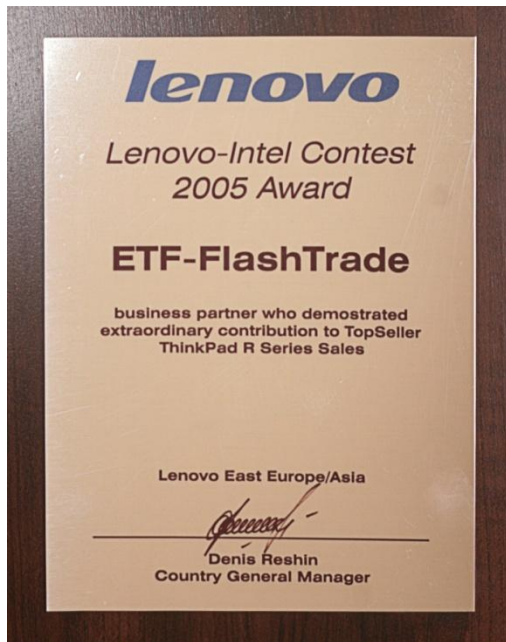 lenovo
Lenovo-Intel Contest
2005 Award
ETF-FlashTrade
business partner who demostrated
extraordinary contribution to TopSeller
ThinkPad R Series Sales
Lenovo East Europe/Asia
Denis Reshin
Country General Manager